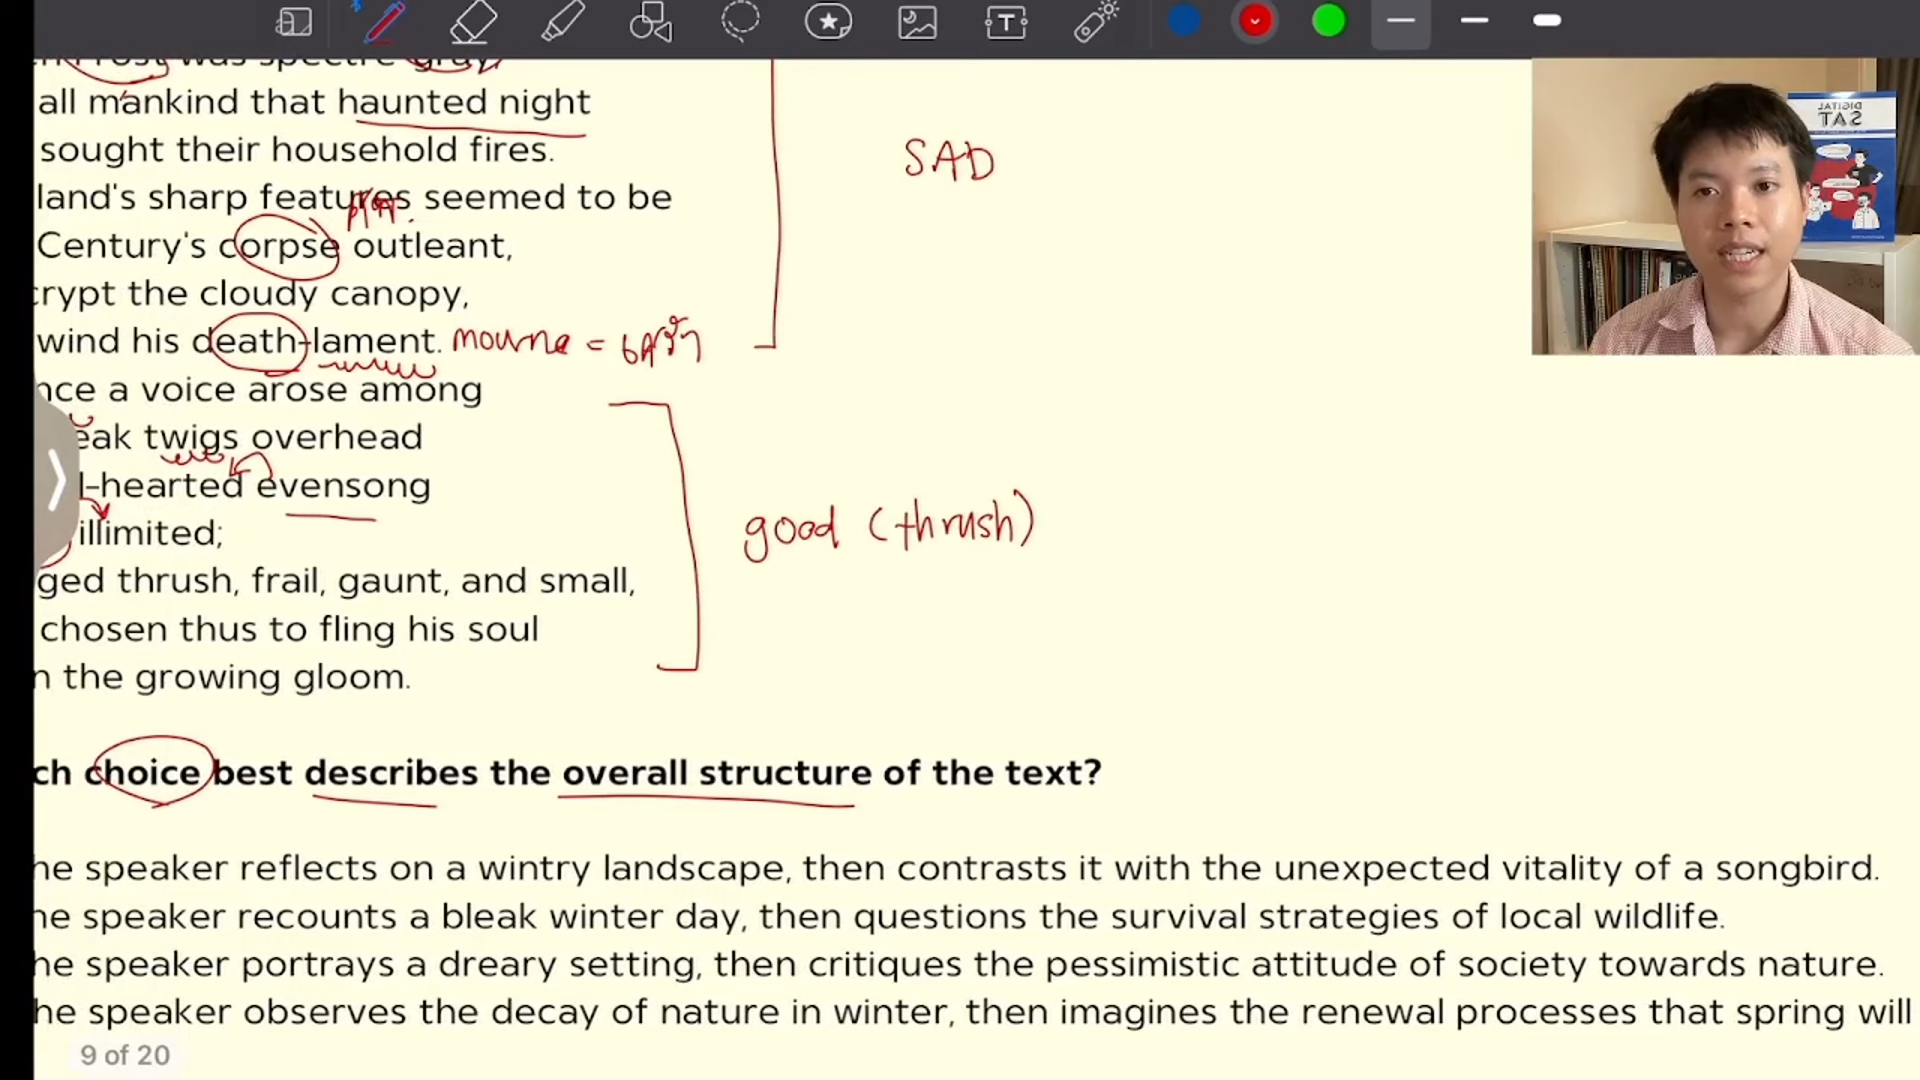 was spectre gray,
all mankind that haunted night
sought their household fires.
SAD
land's sharp features seemed to be
Century's corpse outleant,
crypt the cloudy canopy,
wind his death-lament. mourne =
a voice arose among
twigs overhead
-hearted evensong
illimited;
good (thrush)
thrush, frail, gaunt, and small,
chosen thus to fling his soul
the growing gloom.
choice best describes the overall structure of the text?
he speaker reflects on a wintry landscape, then contrasts it with the unexpected vitality of a songbird.
he speaker recounts a bleak winter day, then questions the survival strategies of local wildlife.
he speaker portrays a dreary setting, then critiques the pessimistic attitude of society towards nature.
he speaker observes the decay of nature in winter, then imagines the renewal processes that spring will
9 of 20
DIGITAL
SAT